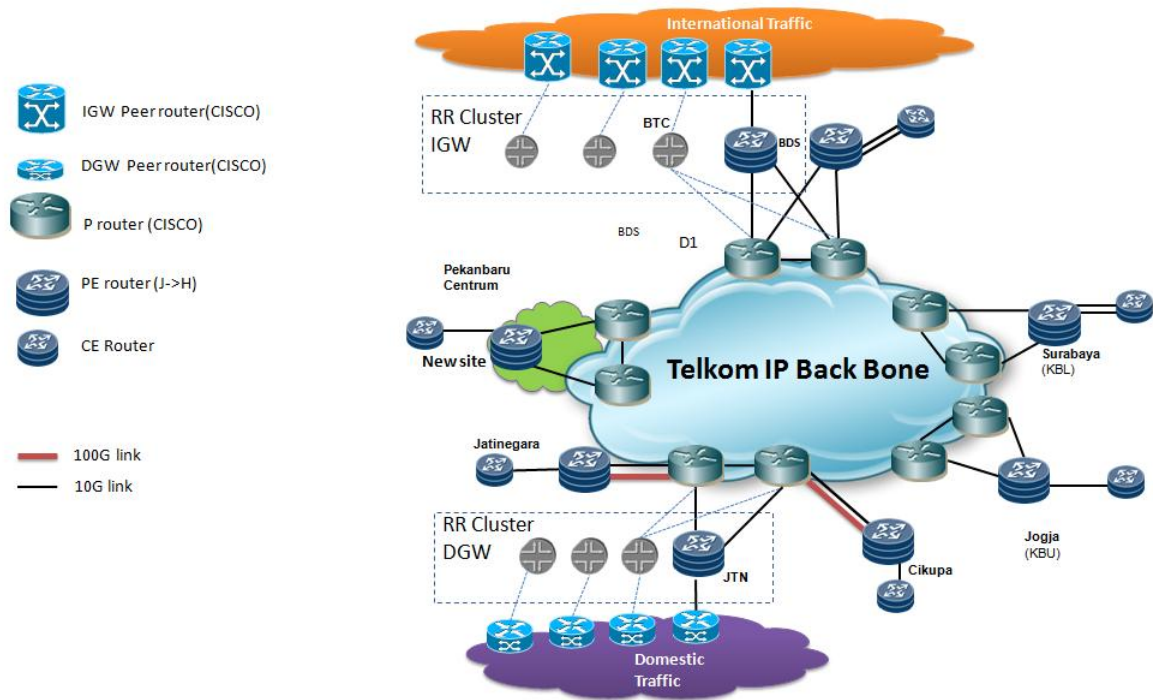 IGW Peer router(CISCO)
DGW Peer router(CISCO)
P router (CISCO)
PE router (J->H)
CE Router
100G link
10G link
International Traffic
RR Cluster
IGW
BTC
BDS
BDS
D1
Pekanbaru
Centrum
New site
Telkom IP Back Bone
Surabaya
(KBL)
Jatinegara
RR Cluster
DGW
JTN
Cikupa
Jogja
(KBU)
Domestic
Traffic